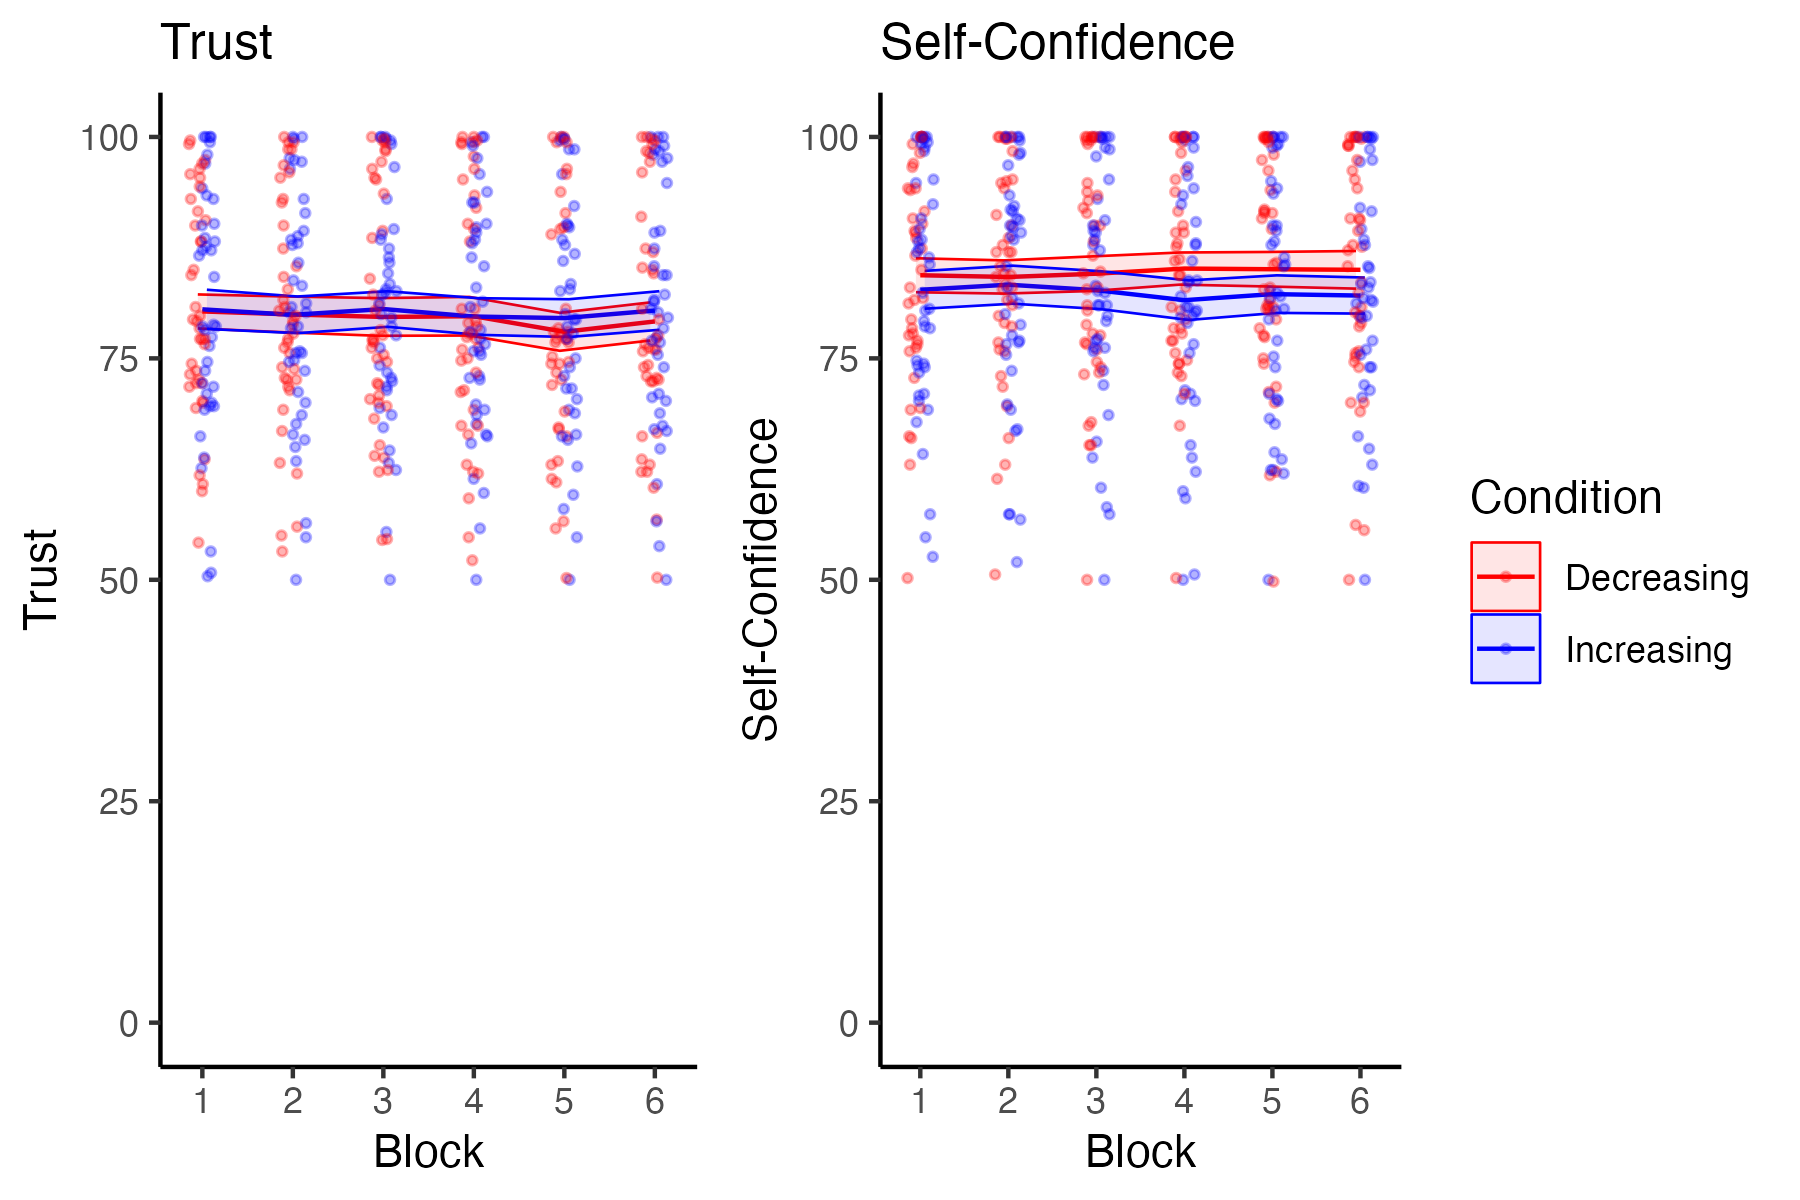 Trust
Trust
100
75
50
25
0
1 2 3 4 5 6
Block
Self-Confidence
Self-Confidence
100
75
50
25
0
1 2 3 4 5 6
Block
Condition
Decreasing
Increasing